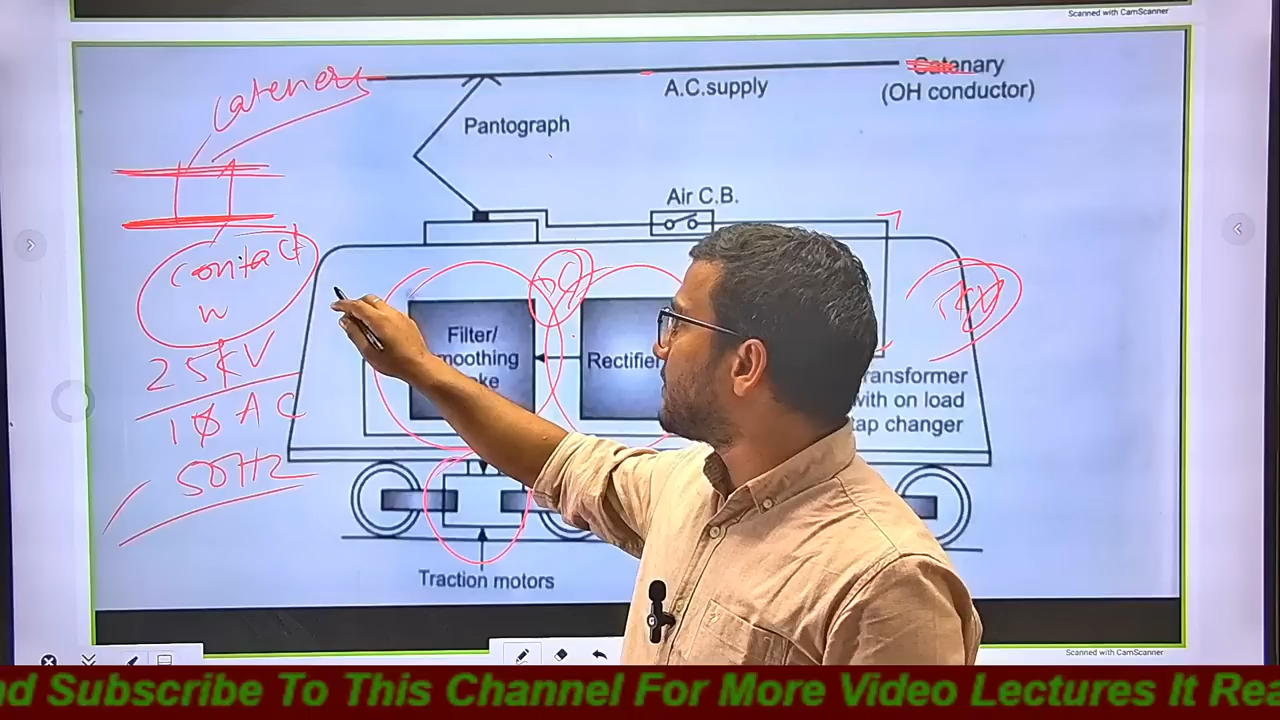 Scanned with CamScanner
Catenary
(OH conductor)
A.C.supply
Pantograph
Air C.B.
contact
w
25kV
1φ AC
50Hz
Filter/
moothing
ke
Rectifier
ransformer
with on load
tap changer
Traction motors
Scanned with CamScanner
nd Subscribe To This Channel For More Video Lectures It Rea